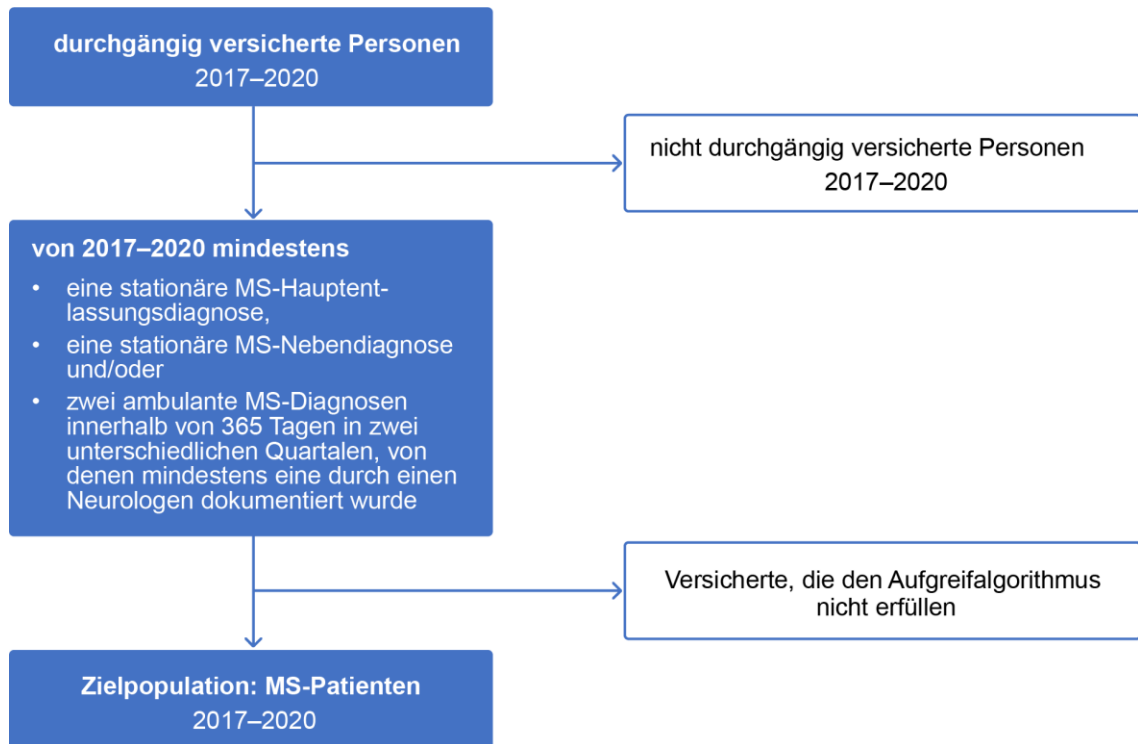 durchgängig versicherte Personen
2017–2020
nicht durchgängig versicherte Personen
2017–2020
von 2017–2020 mindestens
• eine stationäre MS-Hauptent-
lassungsdiagnose,
• eine stationäre MS-Nebendiagnose
und/oder
• zwei ambulante MS-Diagnosen
innerhalb von 365 Tagen in zwei
unterschiedlichen Quartalen, von
denen mindestens eine durch einen
Neurologen dokumentiert wurde
Versicherte, die den Aufgreifalgorithmus
nicht erfüllen
Zielpopulation: MS-Patienten
2017–2020